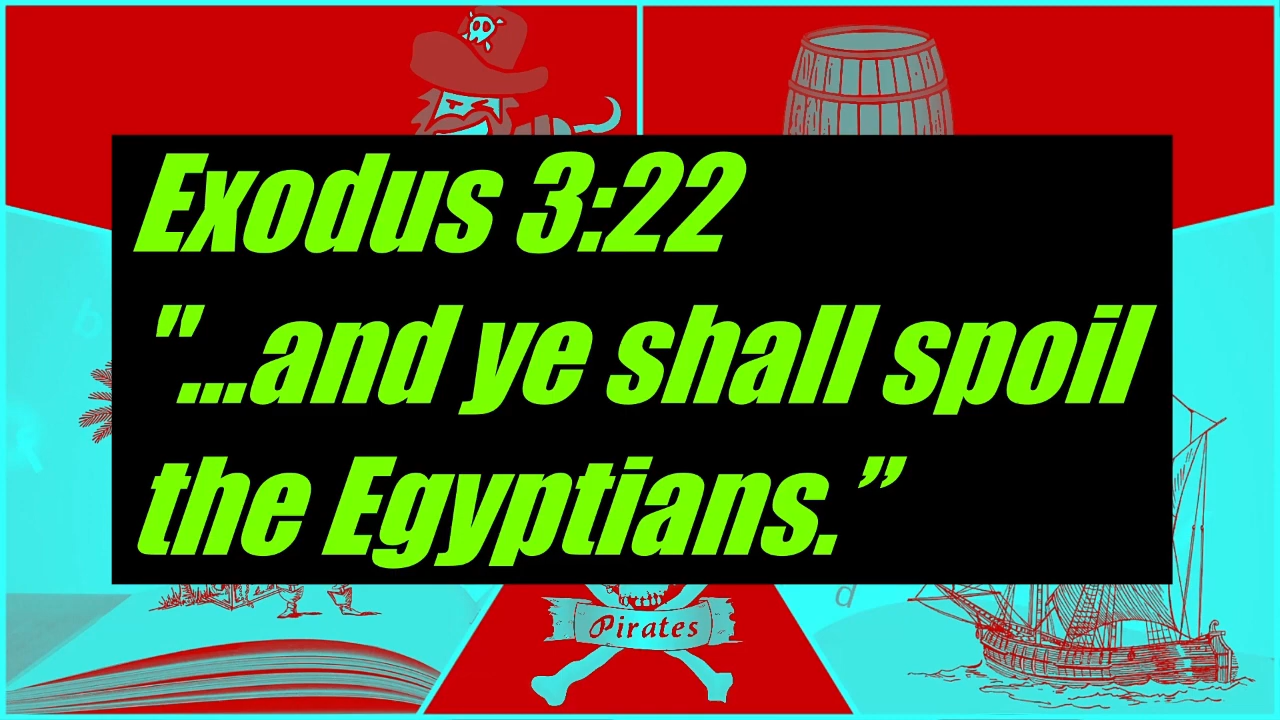 Exodus 3:22
"...and ye shall spoil
the Egyptians.”
Pirates
d
b